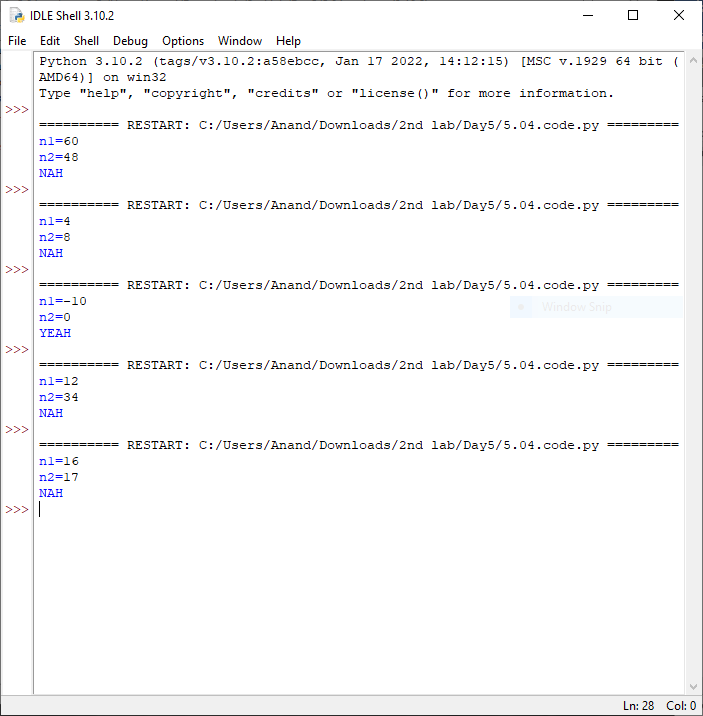 IDLE Shell 3.10.2
File Edit Shell Debug Options Window Help
Python 3.10.2 (tags/v3.10.2:a58ebcc, Jan 17 2022, 14:12:15) [MSC v.1929 64 bit (
AMD64)] on win32
Type "help", "copyright", "credits" or "license()" for more information.
>>>
========== RESTART: C:/Users/Anand/Downloads/2nd lab/Day5/5.04.code.py =========
n1=60
n2=48
NAH
>>>
========== RESTART: C:/Users/Anand/Downloads/2nd lab/Day5/5.04.code.py =========
n1=4
n2=8
NAH
>>>
========== RESTART: C:/Users/Anand/Downloads/2nd lab/Day5/5.04.code.py =========
n1=-10
Window Snip
n2=0
YEAH
>>>
========== RESTART: C:/Users/Anand/Downloads/2nd lab/Day5/5.04.code.py =========
n1=12
n2=34
NAH
>>>
========== RESTART: C:/Users/Anand/Downloads/2nd lab/Day5/5.04.code.py =========
n1=16
n2=17
NAH
>>>
Ln: 28 Col: 0